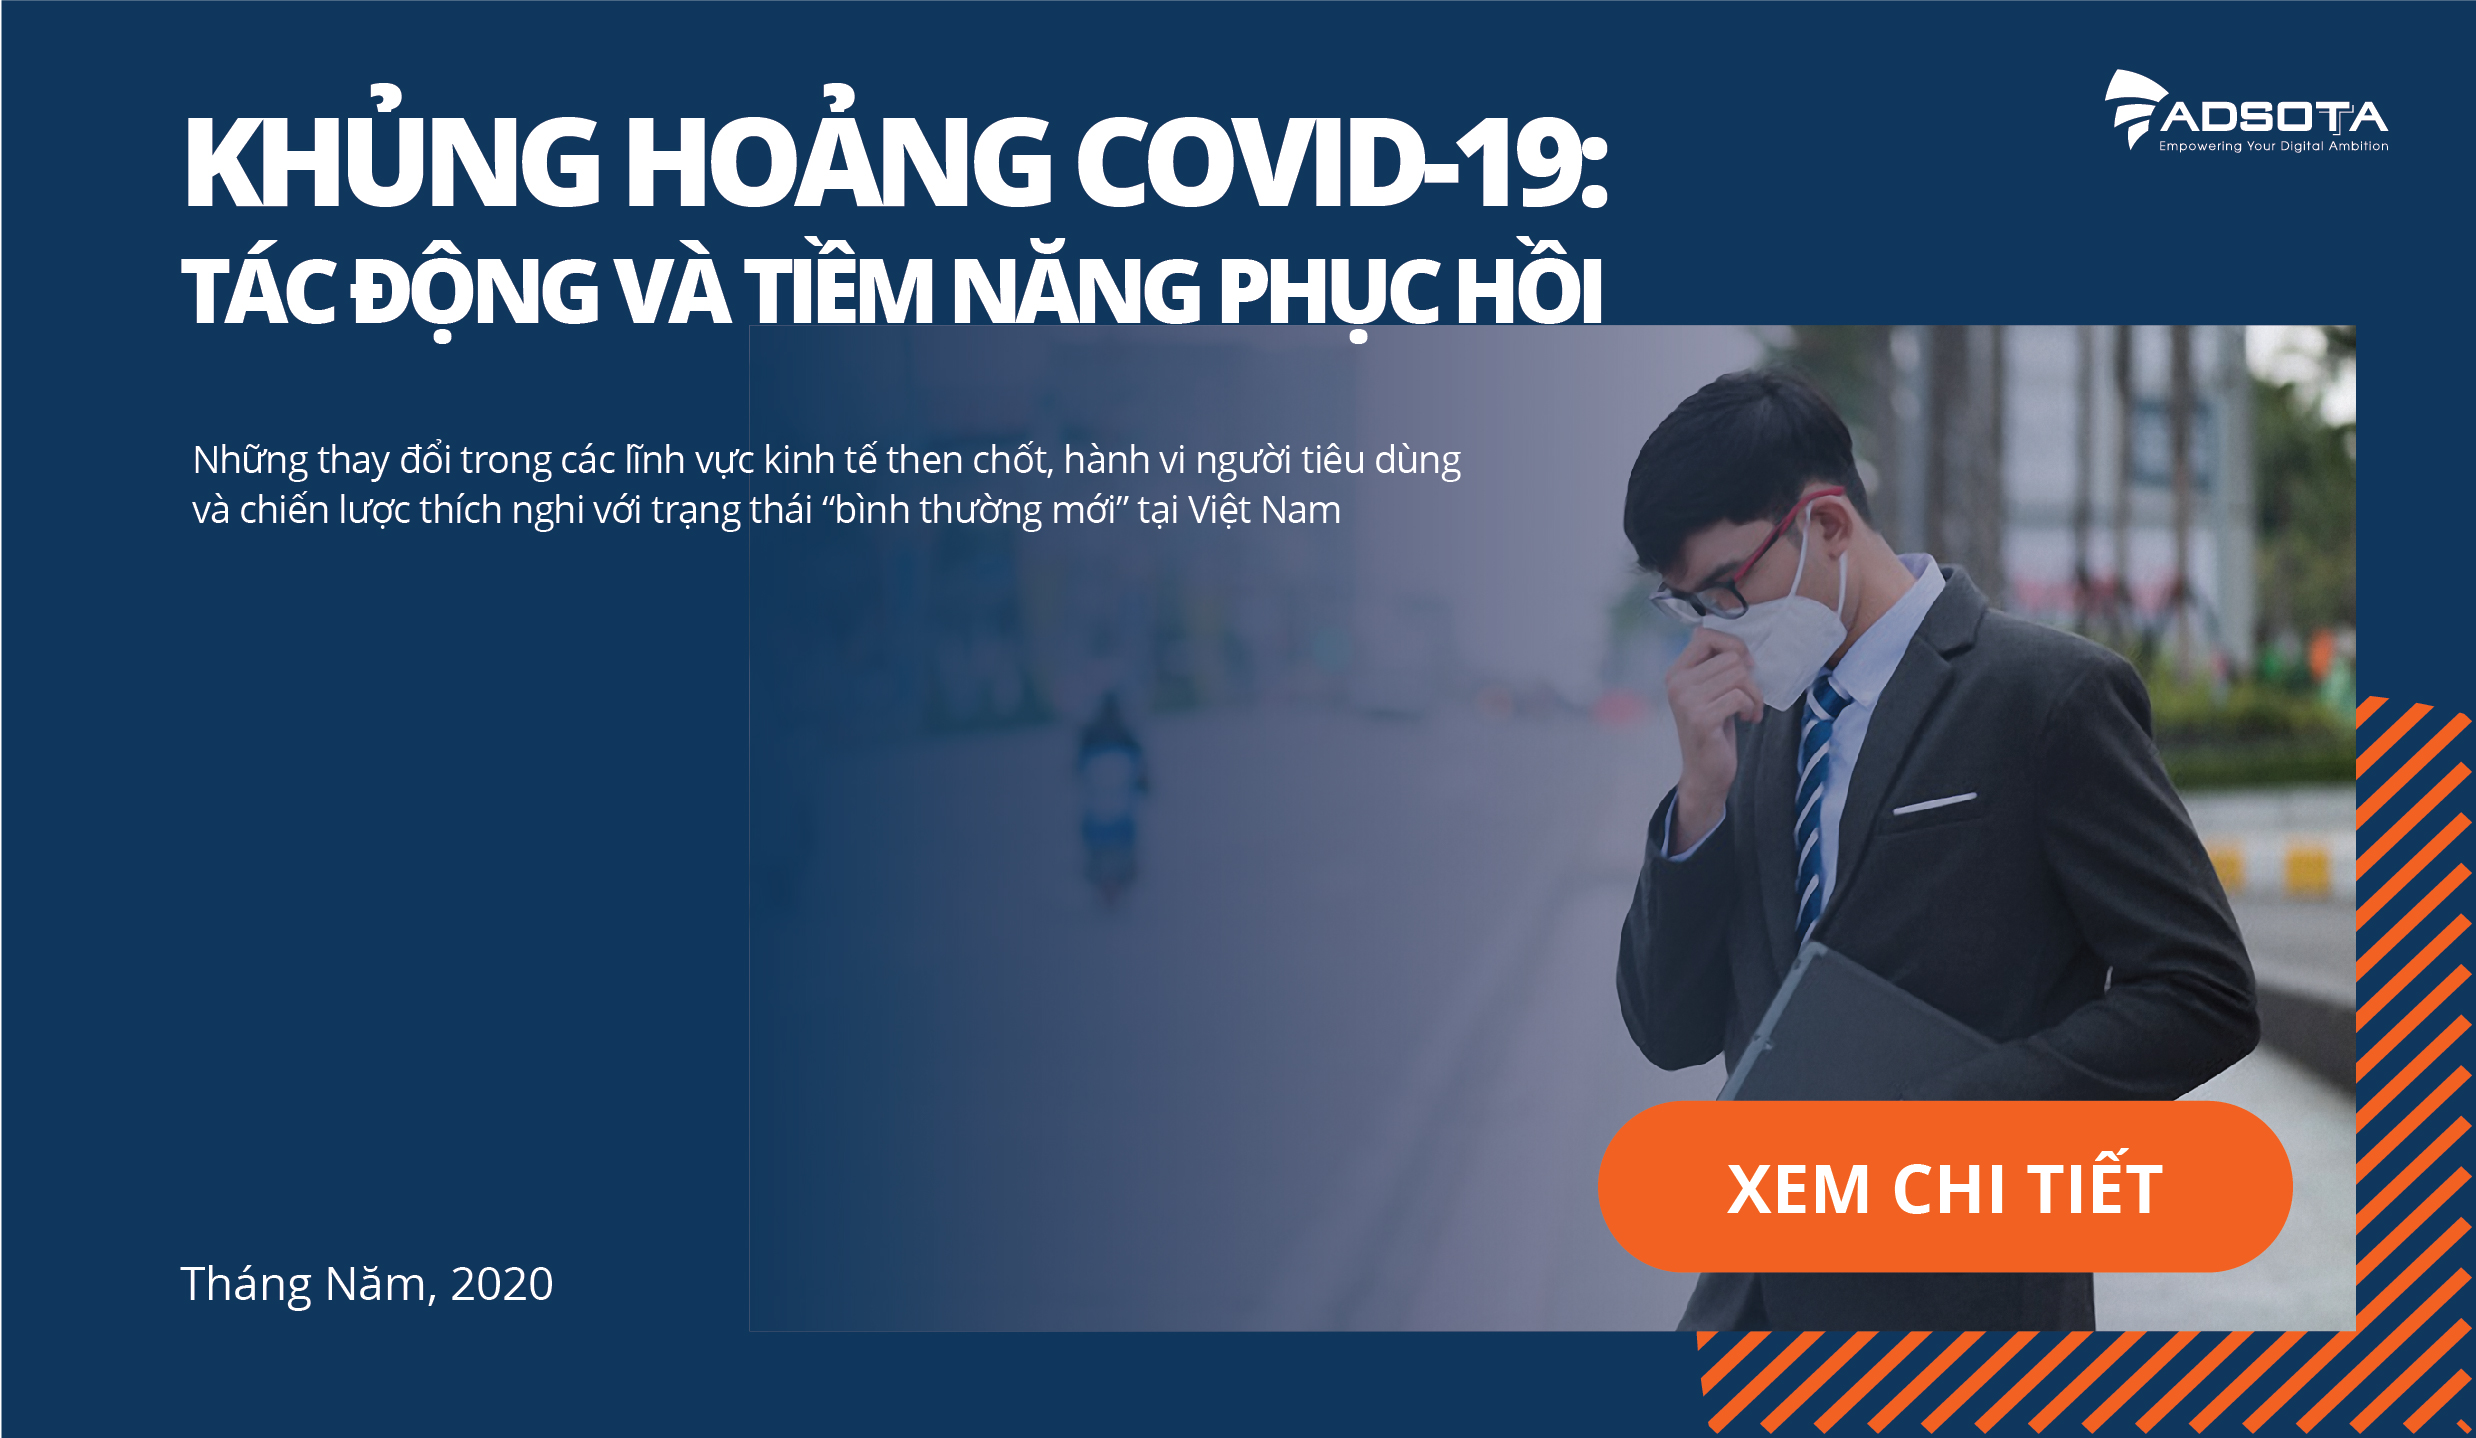 KHỦNG HOẢNG COVID-19:
TÁC ĐỘNG VÀ TIỀM NĂNG PHỤC HỒI
ADSOTA
Empowering Your Digital Ambition
Những thay đổi trong các lĩnh vực kinh tế then chốt, hành vi người tiêu dùng
và chiến lược thích nghi với trạng thái “bình thường mới” tại Việt Nam
XEM CHI TIẾT
Tháng Năm, 2020